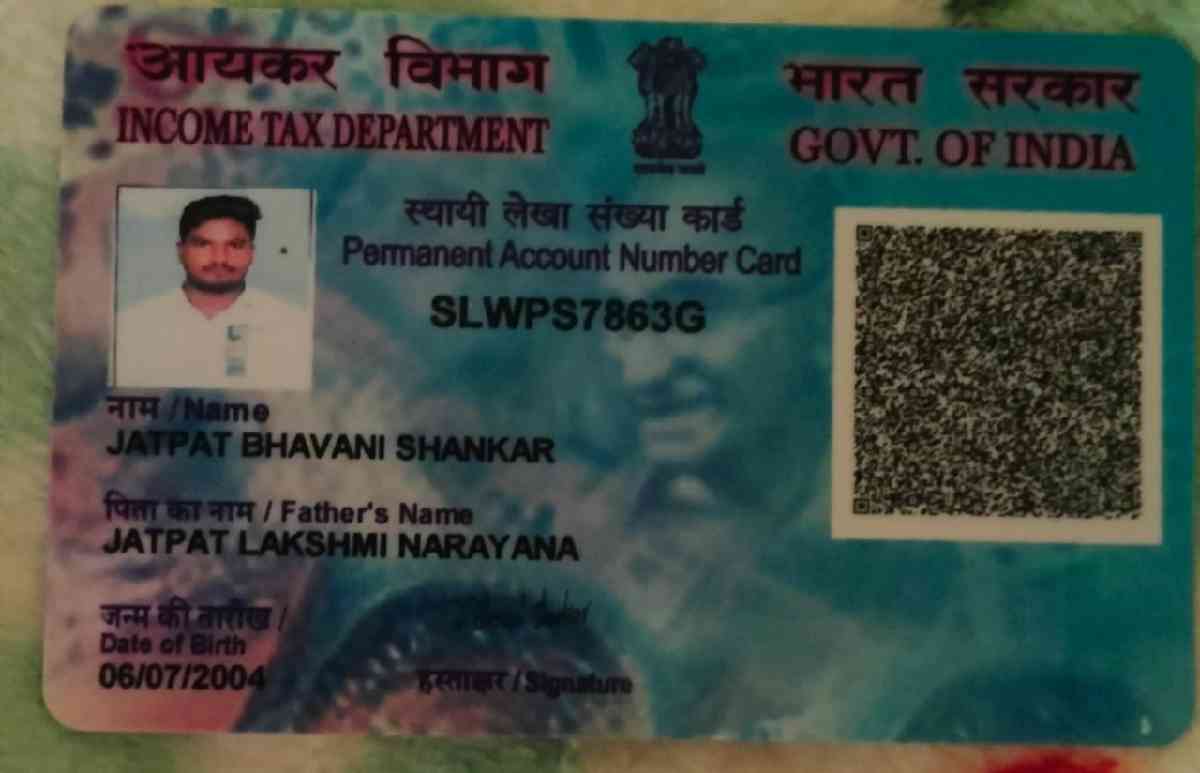 आयकर विभाग
INCOME TAX DEPARTMENT
भारत सरकार
GOVT. OF INDIA
स्थायी लेखा संख्या कार्ड
Permanent Account Number Card
SLWPS7863G
नाम / Name
JATPAT BHAVANI SHANKAR
पिता का नाम / Father's Name
JATPAT LAKSHMI NARAYANA
जन्म की तारीख /
Date of Birth
06/07/2004
हस्ताक्षर / Signature